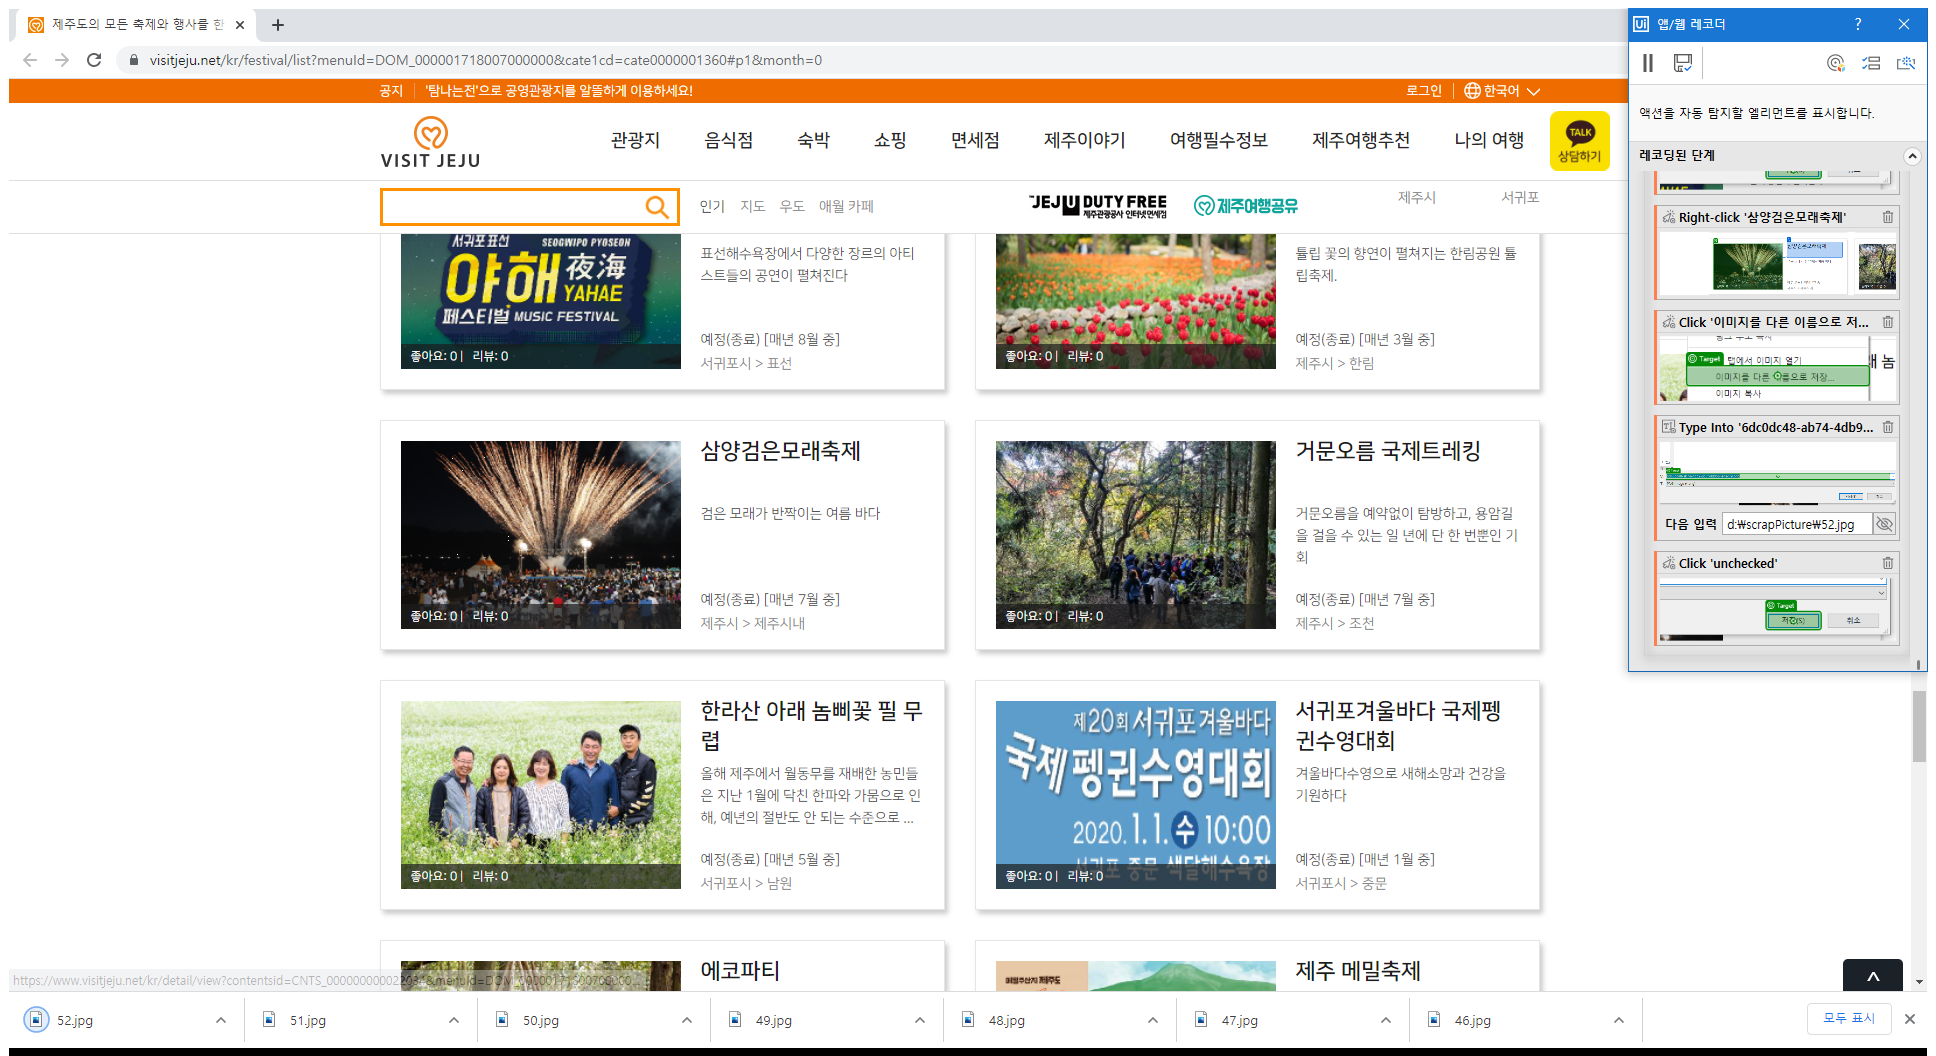 제주도의 모든 축제와 행사를 한
visitjeju.net/kr/festival/list?menuId=DOM_000001718007000000&cate1cd=cate0000001360#p1&month=0
공지
'탐나는전'으로 공영관광지를 알뜰하게 이용하세요!
로그인
한국어
VISIT JEJU
관광지
음식점
숙박
쇼핑
면세점
제주이야기
여행필수정보
제주여행추천
나의 여행
TALK
상담하기
인기 지도 우도 애월 카페
JEJU DUTY FREE
제주관광공사 인터넷면세점
제주여행공유
제주시
서귀포
서귀포 표선 SEOGWIPO PYOSEON
야해 夜海
YAHAE
페스티벌 MUSIC FESTIVAL
좋아요: 0 | 리뷰: 0
표선해수욕장에서 다양한 장르의 아티
스트들의 공연이 펼쳐진다
예정(종료) [매년 8월 중]
서귀포시 > 표선
좋아요: 0 | 리뷰: 0
튤립 꽃의 향연이 펼쳐지는 한림공원 튤
립축제.
예정(종료) [매년 3월 중]
제주시 > 한림
좋아요: 0 | 리뷰: 0
삼양검은모래축제
검은 모래가 반짝이는 여름 바다
예정(종료) [매년 7월 중]
제주시 > 제주시내
좋아요: 0 | 리뷰: 0
거문오름 국제트레킹
거문오름을 예약없이 탐방하고, 용암길
을 걸을 수 있는 일 년에 단 한 번뿐인 기
회
예정(종료) [매년 7월 중]
제주시 > 조천
좋아요: 0 | 리뷰: 0
한라산 아래 놈삐꽃 필 무
렵
올해 제주에서 월동무를 재배한 농민들
은 지난 1월에 닥친 한파와 가뭄으로 인
해, 예년의 절반도 안 되는 수준으로 ...
예정(종료) [매년 5월 중]
서귀포시 > 남원
제20회 서귀포겨울바다
국제펭귄수영대회
2020. 1. 1. 수 10:00
서귀포 중문 색달해수욕장
좋아요: 0 | 리뷰: 0
서귀포겨울바다 국제펭
귄수영대회
겨울바다수영으로 새해소망과 건강을
기원하다
예정(종료) [매년 1월 중]
서귀포시 > 중문
에코파티
제주 메밀축제
52.jpg
51.jpg
50.jpg
49.jpg
48.jpg
47.jpg
46.jpg
모두 표시
Ui 앱/웹 레코더
?
액션을 자동 탐지할 엘리먼트를 표시합니다.
레코딩된 단계
Right-click '삼양검은모래축제'
Click '이미지를 다른 이름으로 저...
Target
탭에서 이미지 열기
이미지 복사
Type Into '6dc0dc48-ab74-4db9...
다음 입력 d:₩scrapPicture₩52.jpg
Click 'unchecked'
Target
취소